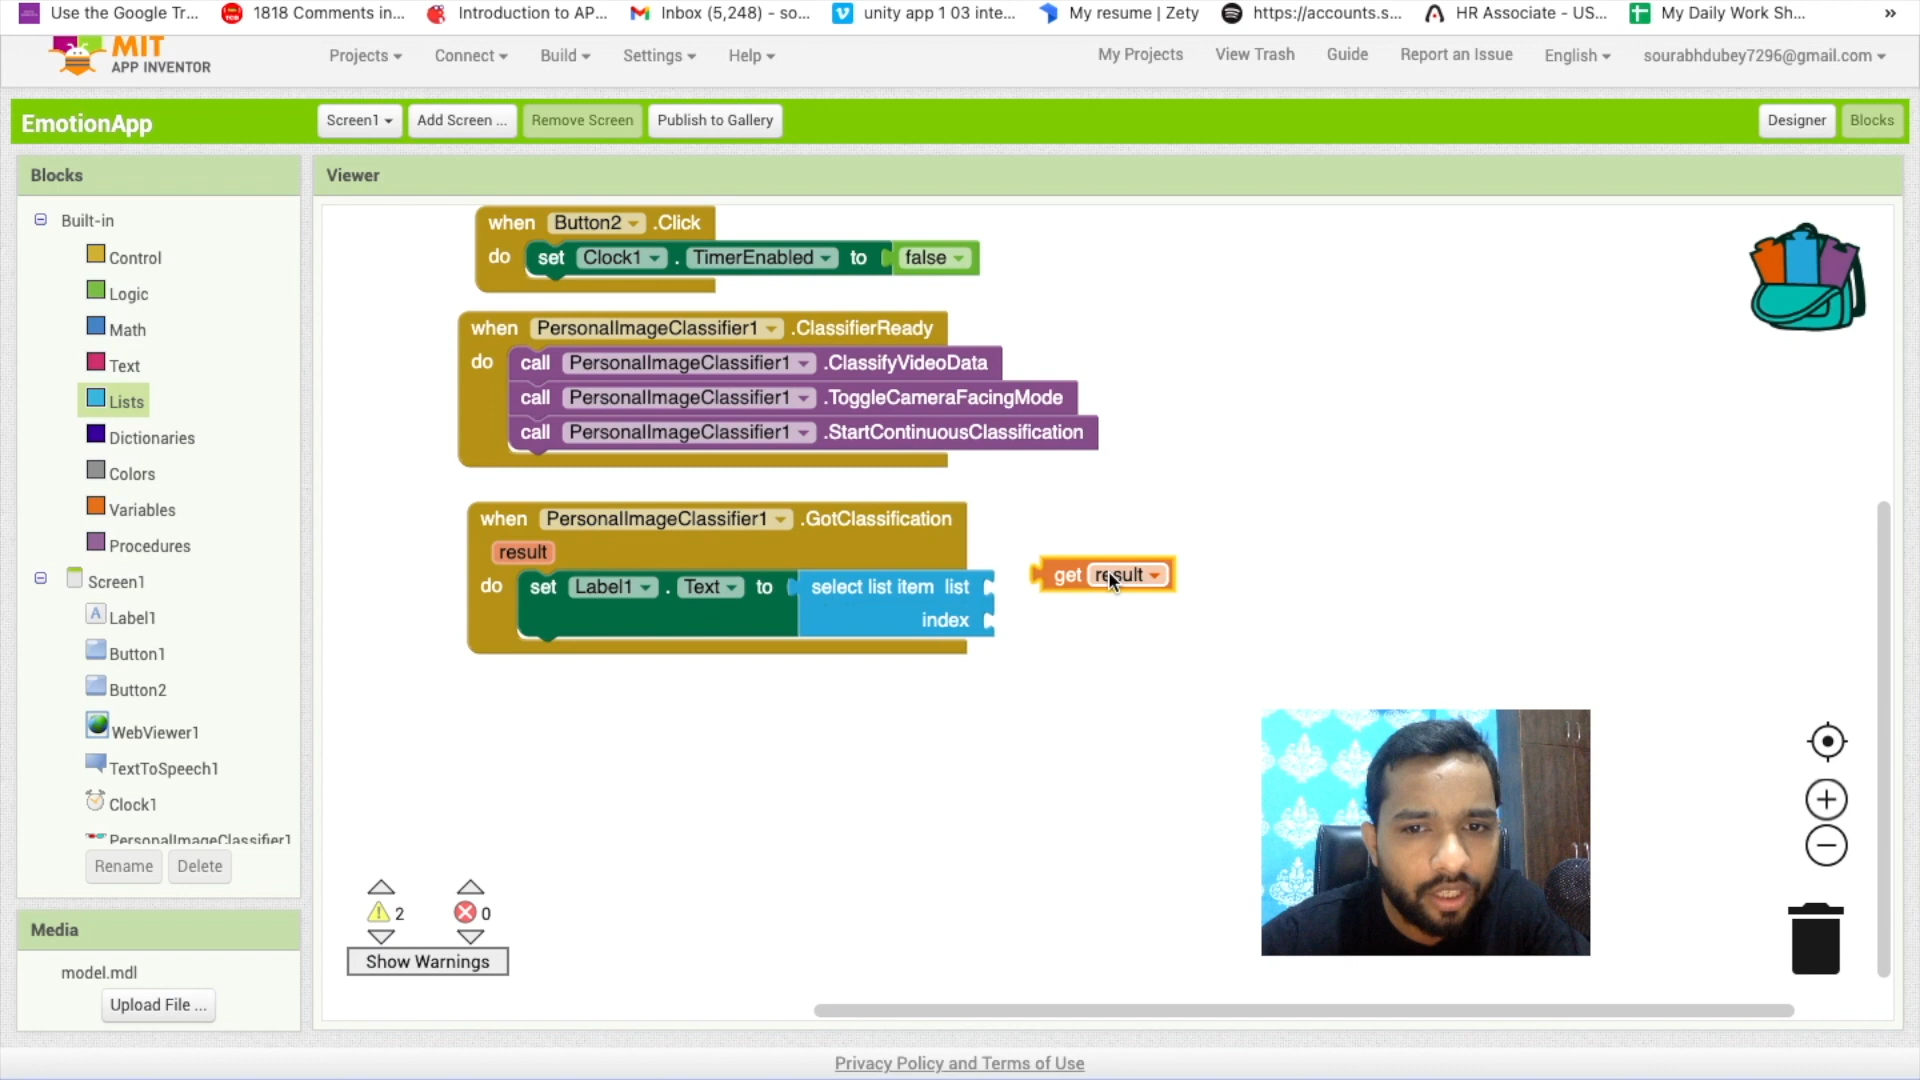 Use the Google Tr... 1818 Comments in... Introduction to AP... Inbox (5,248) - so... unity app 1 03 inte... My resume | Zety https://accounts.s... HR Associate - US... My Daily Work Sh... »
MIT
APP INVENTOR
Projects Connect Build Settings Help My Projects View Trash Guide Report an Issue English sourabhdubey7296@gmail.com
EmotionApp Screen1 Add Screen ... Remove Screen Publish to Gallery Designer Blocks
Blocks
Viewer
Built-in
Control
Logic
Math
Text
Lists
Dictionaries
Colors
Variables
Procedures
Screen1
Label1
Button1
Button2
WebViewer1
TextToSpeech1
Clock1
PersonalImageClassifier1
Rename Delete
Media
model.mdl
Upload File ...
when Button2 .Click
do set Clock1 . TimerEnabled to false
when PersonalImageClassifier1 .ClassifierReady
do call PersonalImageClassifier1 .ClassifyVideoData
call PersonalImageClassifier1 .ToggleCameraFacingMode
call PersonalImageClassifier1 .StartContinuousClassification
when PersonalImageClassifier1 .GotClassification
result
do set Label1 . Text to select list item list
index
get result
2 0
Show Warnings
Privacy Policy and Terms of Use